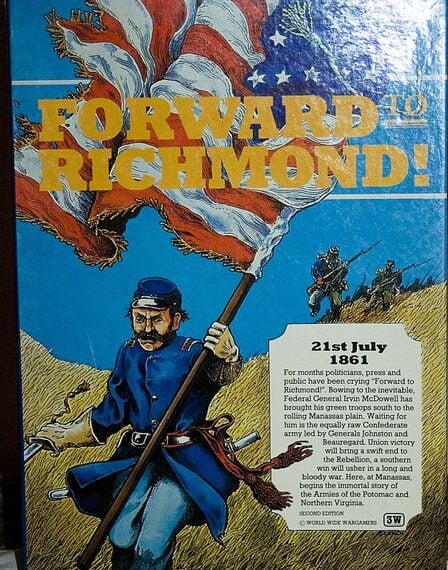 FORWARD TO
RICHMOND!
21st July
1861
For months politicians, press and
public have been crying "Forward to
Richmond!". Bowing to the inevitable,
Federal General Irvin McDowell has
brought his green troops south to the
rolling Manassas plain. Waiting for
him is the equally raw Confederate
army led by Generals Johnston and
Beauregard. Union victory
will bring a swift end to
the Rebellion, a southern
win will usher in a long and
bloody war. Here, at Manassas,
begins the immortal story of
the Armies of the Potomac and
Northern Virginia.
SECOND EDITION
© WORLD WIDE WARGAMERS
3W